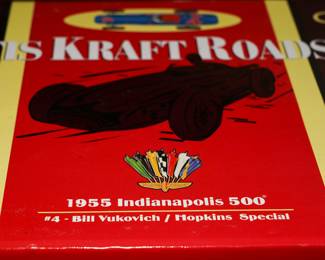 IS KRAFT ROADS
1955 Indianapolis 500®
#4 - Bill Vukovich / Hopkins Special